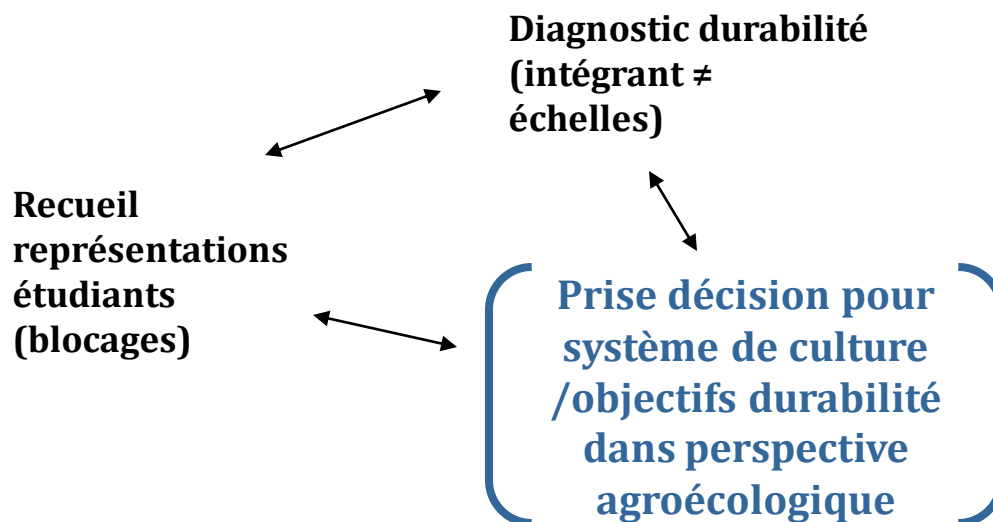 Diagnostic durabilité
(intégrant ≠
échelles)
Recueil
représentations
étudiants
(blocages)
Prise décision pour
système de culture
/objectifs durabilité
dans perspective
agroécologique